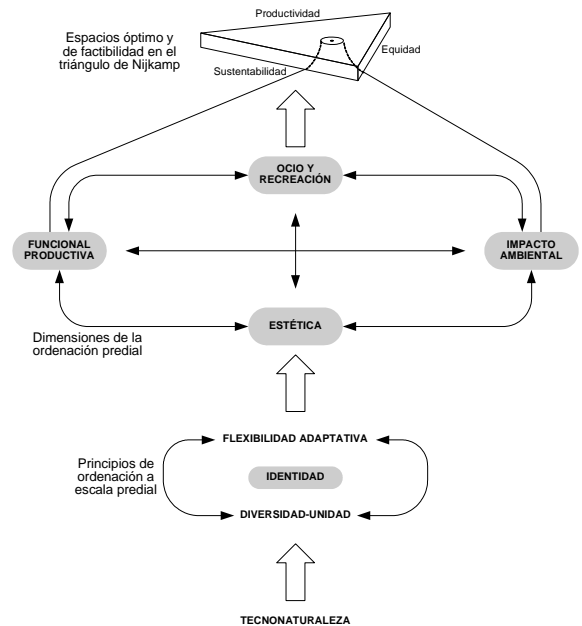 Productividad
Espacios óptimo y
de factibilidad en el
triángulo de Nijkamp
Equidad
Sustentabilidad
OCIO Y
RECREACIÓN
FUNCIONAL
PRODUCTIVA
IMPACTO
AMBIENTAL
ESTÉTICA
Dimensiones de la
ordenación predial
FLEXIBILIDAD ADAPTATIVA
Principios de
ordenación a
escala predial
IDENTIDAD
DIVERSIDAD-UNIDAD
TECNONATURALEZA